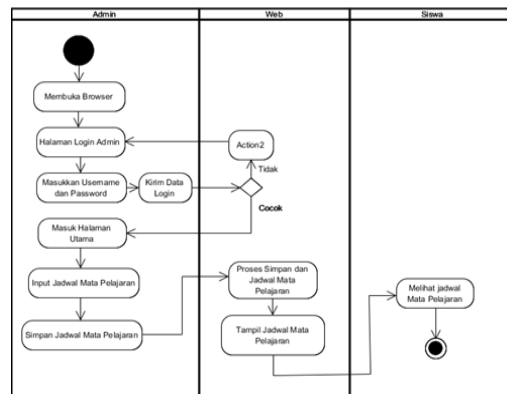 Admin
Web
Siswa
Membuka Browser
Halaman Login Admin
Action2
Tidak
Masukkan Username
dan Password
Kirim Data
Login
Cocok
Masuk Halaman
Utama
Input Jadwal Mata Pelajaran
Proses Simpan dan
Jadwal Mata
Pelajaran
Melihat jadwal
Mata Pelajaran
Simpan Jadwal Mata Pelajaran
Tampil Jadwal Mata
Pelajaran